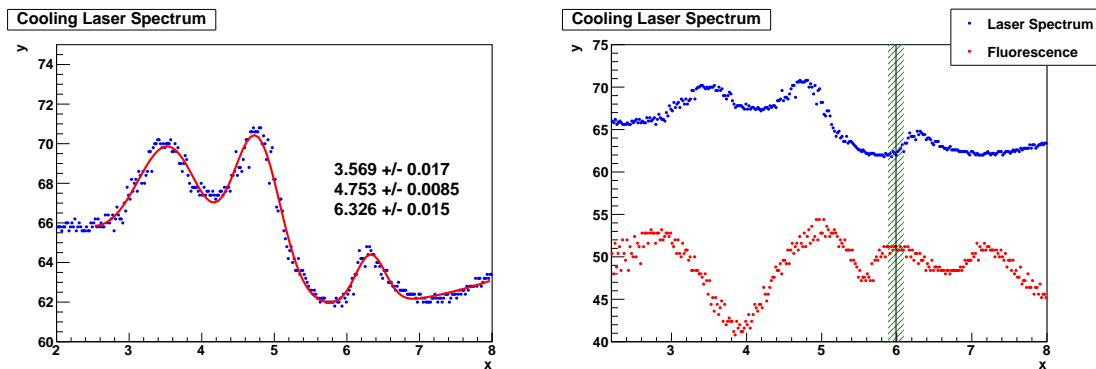 Cooling Laser Spectrum
y
74
72
70
68
66
64
62
60
2 3 4 5 6 7 8
x
3.569 +/- 0.017
4.753 +/- 0.0085
6.326 +/- 0.015
Cooling Laser Spectrum
y
75
70
65
60
55
50
45
40
3 4 5 6 7 8
x
Laser Spectrum
Fluorescence